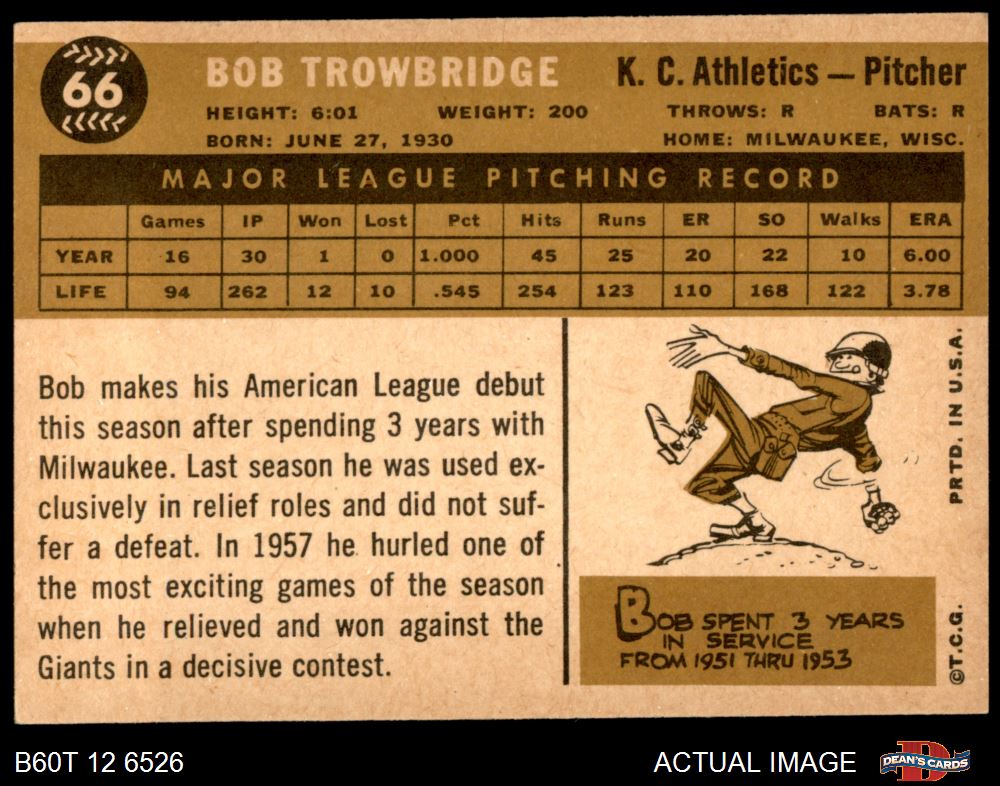 66
BOB TROWBRIDGE
K. C. Athletics — Pitcher
HEIGHT: 6:01 WEIGHT: 200 THROWS: R BATS: R
BORN: JUNE 27, 1930 HOME: MILWAUKEE, WISC.
MAJOR LEAGUE PITCHING RECORD
Games IP Won Lost Pct Hits Runs ER SO Walks ERA
YEAR 16 30 1 0 1.000 45 25 20 22 10 6.00
LIFE 94 262 12 10 .545 254 123 110 168 122 3.78
Bob makes his American League debut
this season after spending 3 years with
Milwaukee. Last season he was used ex-
clusively in relief roles and did not suf-
fer a defeat. In 1957 he hurled one of
the most exciting games of the season
when he relieved and won against the
Giants in a decisive contest.
BOB SPENT 3 YEARS
IN SERVICE
FROM 1951 THRU 1953
©T.C.G. PRTD. IN U.S.A.
B60T 12 6526
ACTUAL IMAGE
D
DEAN'S CARDS